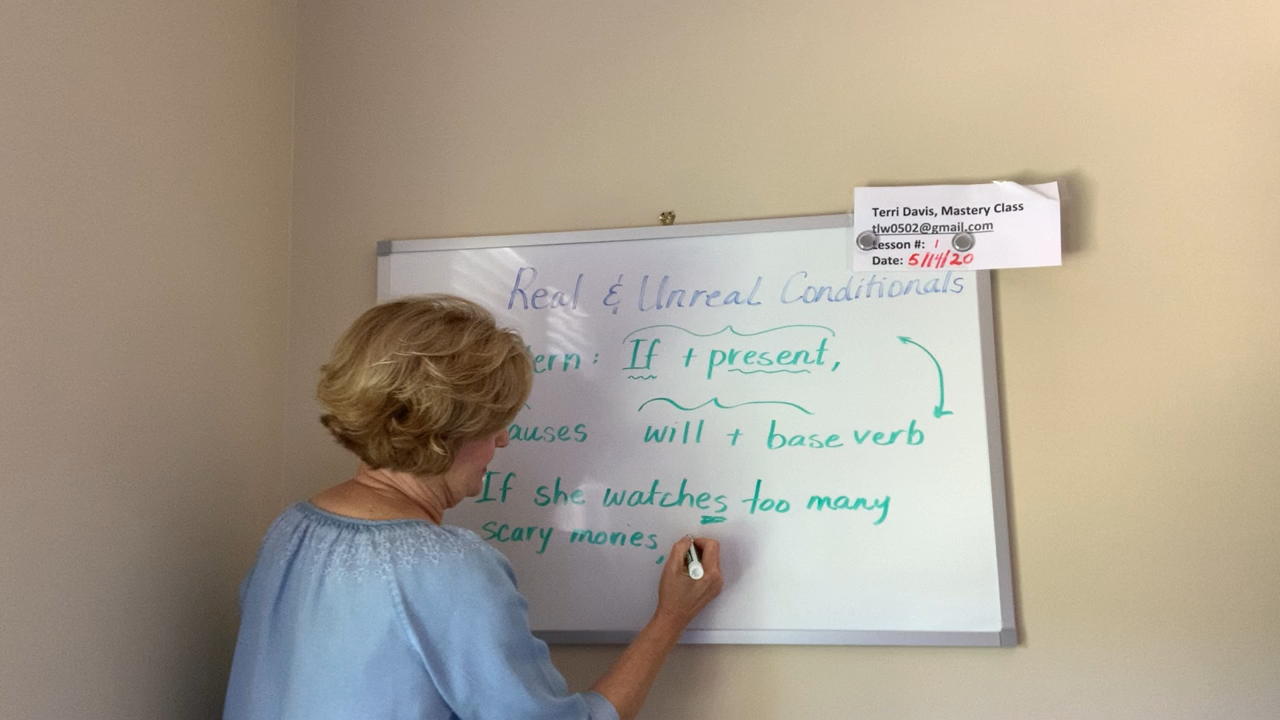 Terri Davis, Mastery Class
tlw0502@gmail.com
Lesson #: 1
Date: 5/14/20
Real & Unreal Conditionals
ern: If + present,
auses will + base verb
If she watches too many
scary movies,